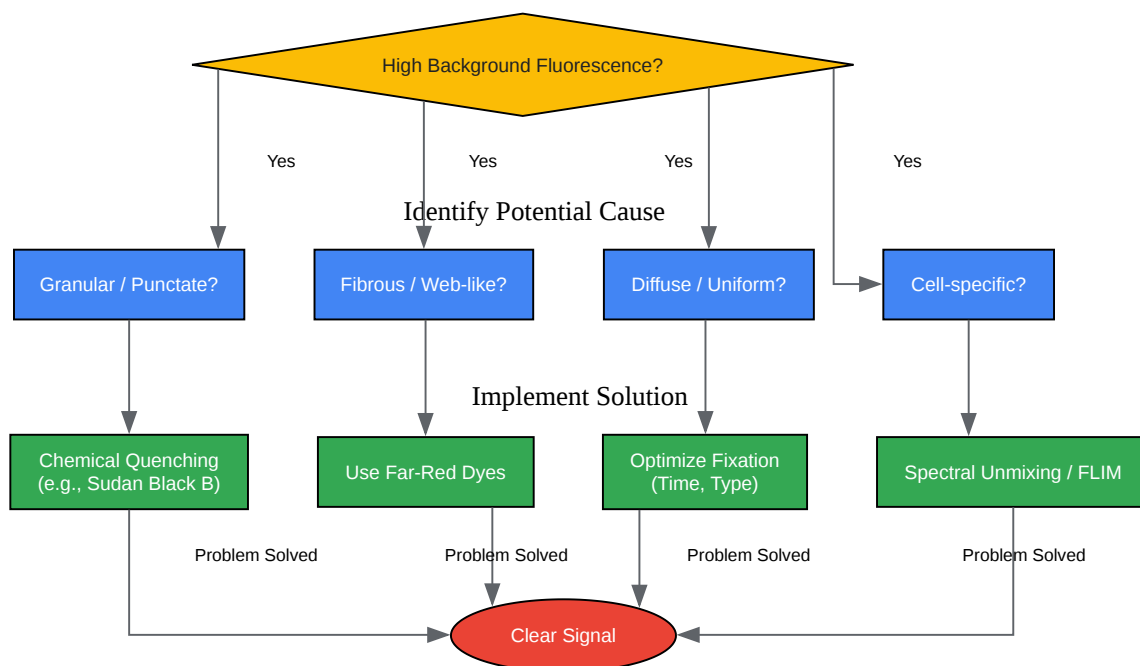 High Background Fluorescence?
Yes
Yes
Yes
Yes
Identify Potential Cause
Granular / Punctate?
Fibrous / Web-like?
Diffuse / Uniform?
Cell-specific?
Implement Solution
Chemical Quenching
(e.g., Sudan Black B)
Use Far-Red Dyes
Optimize Fixation
(Time, Type)
Spectral Unmixing / FLIM
Problem Solved
Problem Solved
Problem Solved
Problem Solved
Clear Signal